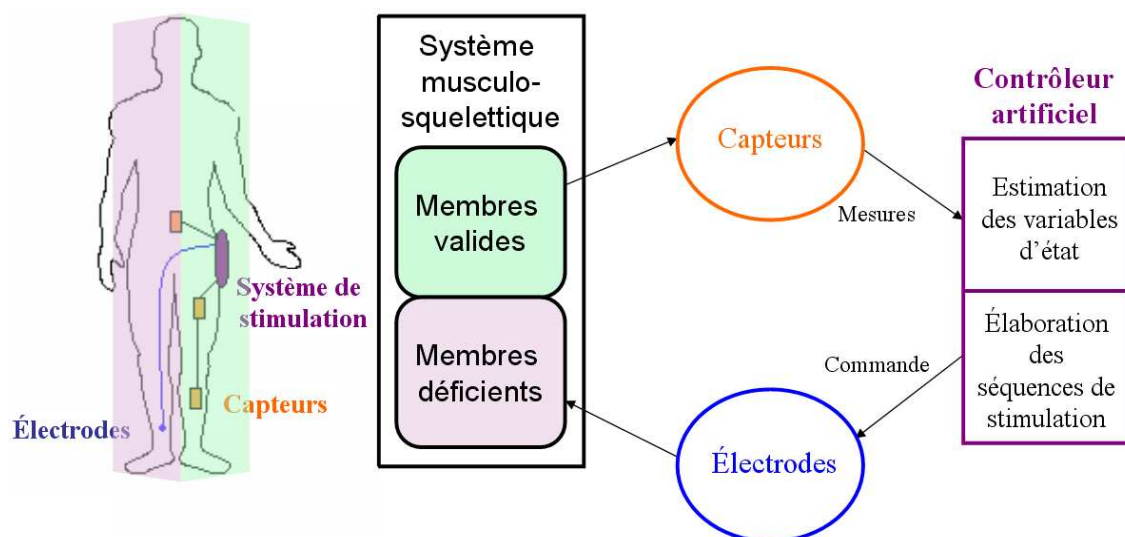 Système de
stimulation
Capteurs
Électrodes
Système
musculo-
squelettique
Membres
valides
Membres
déficients
Capteurs
Mesures
Contrôleur
artificiel
Estimation
des variables
d’état
Élaboration
des
séquences de
stimulation
Commande
Électrodes